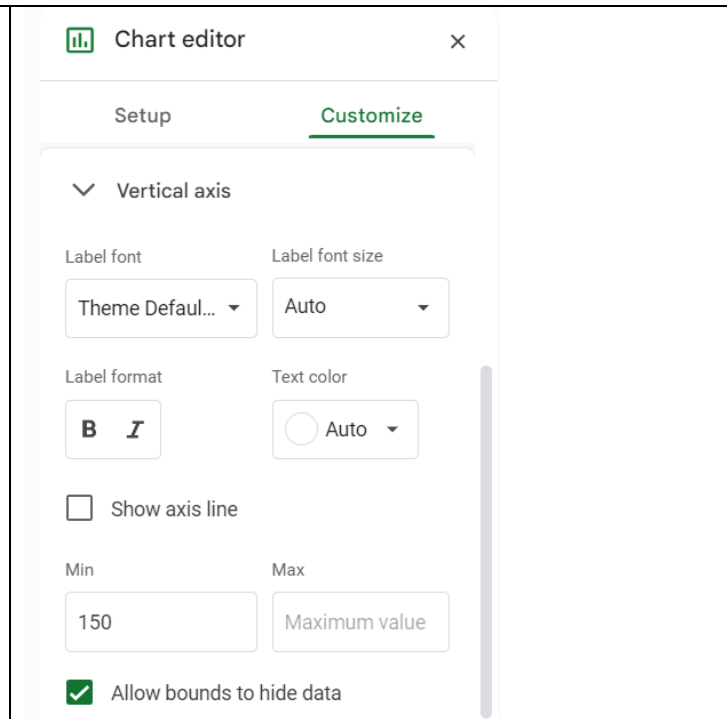 Chart editor
Setup Customize
Vertical axis
Label font Label font size
Theme Defaul... Auto
Label format Text color
B I Auto
Show axis line
Min Max
150 Maximum value
Allow bounds to hide data